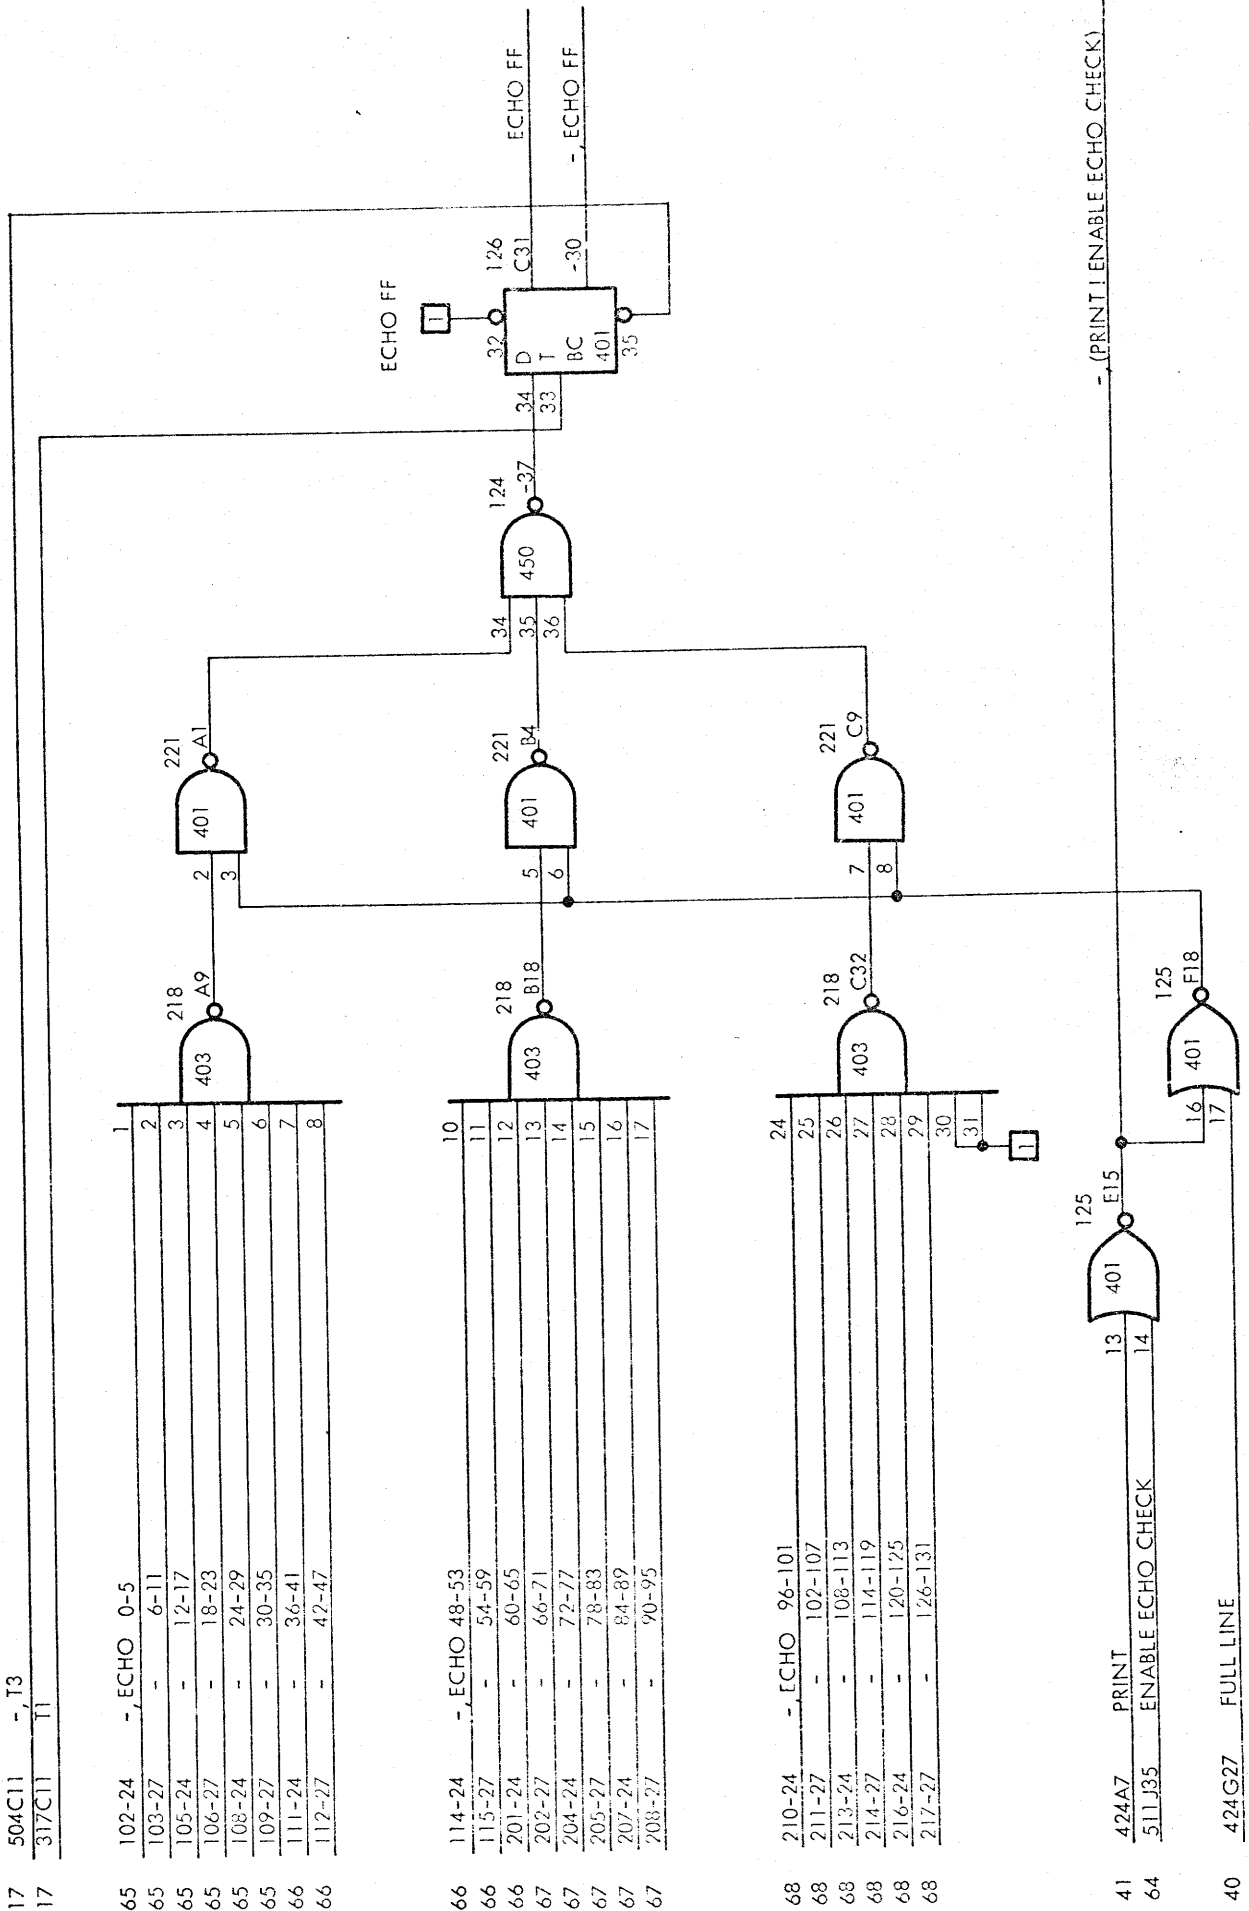 17 504C11 -,T3
17 317C11 T1
65 102-24 -,ECHO 0-5 1
65 103-27 - 6-11 2
65 105-24 - 12-17 3
65 106-27 - 18-23 4
65 108-24 - 24-29 5
65 109-27 - 30-35 6
66 111-24 - 36-41 7
66 112-27 - 42-47 8
403
218
A9
2
3
401
221
A1
66 114-24 -,ECHO 48-53 10
66 115-27 - 54-59 11
66 201-24 - 60-65 12
67 202-27 - 66-71 13
67 204-24 - 72-77 14
67 205-27 - 78-83 15
67 207-24 - 84-89 16
67 208-27 - 90-95 17
403
218
B18
5
6
401
221
B4
34
35
36
450
124
-37
ECHO FF
1
34
33
32
D
T
BC
401
35
126
C31
-30
ECHO FF
-,ECHO FF
68 210-24 -,ECHO 96-101 24
68 211-27 - 102-107 25
68 213-24 - 108-113 26
68 214-27 - 114-119 27
68 216-24 - 120-125 28
68 217-27 - 126-131 29
30
31
1
403
218
C32
7
8
401
221
C9
41 424A7 PRINT 13
64 511J35 ENABLE ECHO CHECK 14
401
125
E15
-,(PRINT!ENABLE ECHO CHECK)
40 424G27 FULL LINE
16
17
401
125
F18